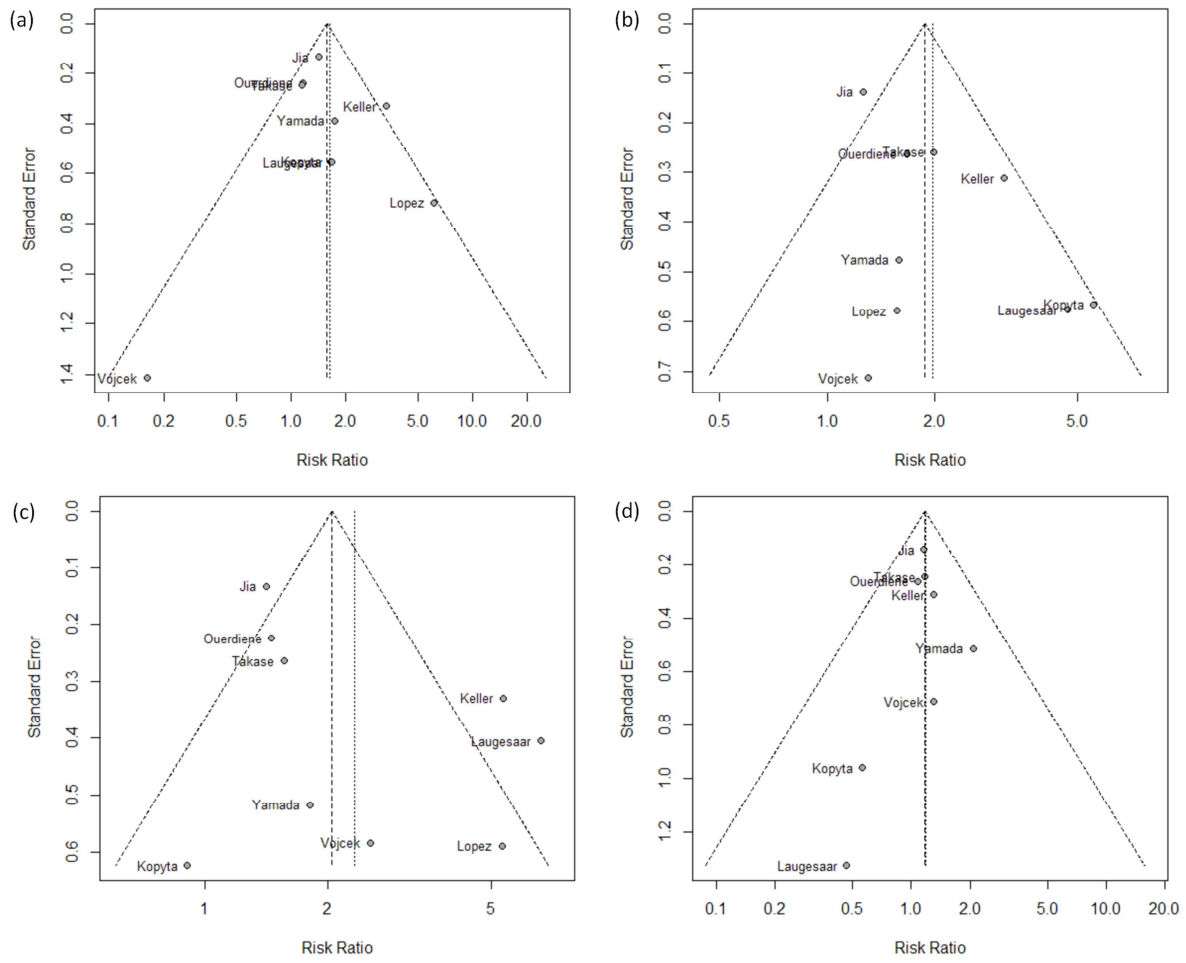 (a)
Standard Error
0.0
0.2
0.4
0.6
0.8
1.0
1.2
1.4
Jia
Ouerdiene
Takase
Keller
Yamada
Kopyta
Laugesaar
Lopez
Vojcek
0.1 0.2 0.5 1.0 2.0 5.0 10.0 20.0
Risk Ratio
(b)
Standard Error
0.0
0.1
0.2
0.3
0.4
0.5
0.6
0.7
Jia
Takase
Ouerdiene
Keller
Yamada
Kopyta
Laugesaar
Lopez
Vojcek
0.5 1.0 2.0 5.0
Risk Ratio
(c)
Standard Error
0.0
0.1
0.2
0.3
0.4
0.5
0.6
Jia
Ouerdiene
Takase
Keller
Laugesaar
Yamada
Vojcek
Lopez
Kopyta
1 2 5
Risk Ratio
(d)
Standard Error
0.0
0.2
0.4
0.6
0.8
1.0
1.2
Jia
Takase
Ouerdiene
Keller
Yamada
Vojcek
Kopyta
Laugesaar
0.1 0.2 0.5 1.0 2.0 5.0 10.0 20.0
Risk Ratio